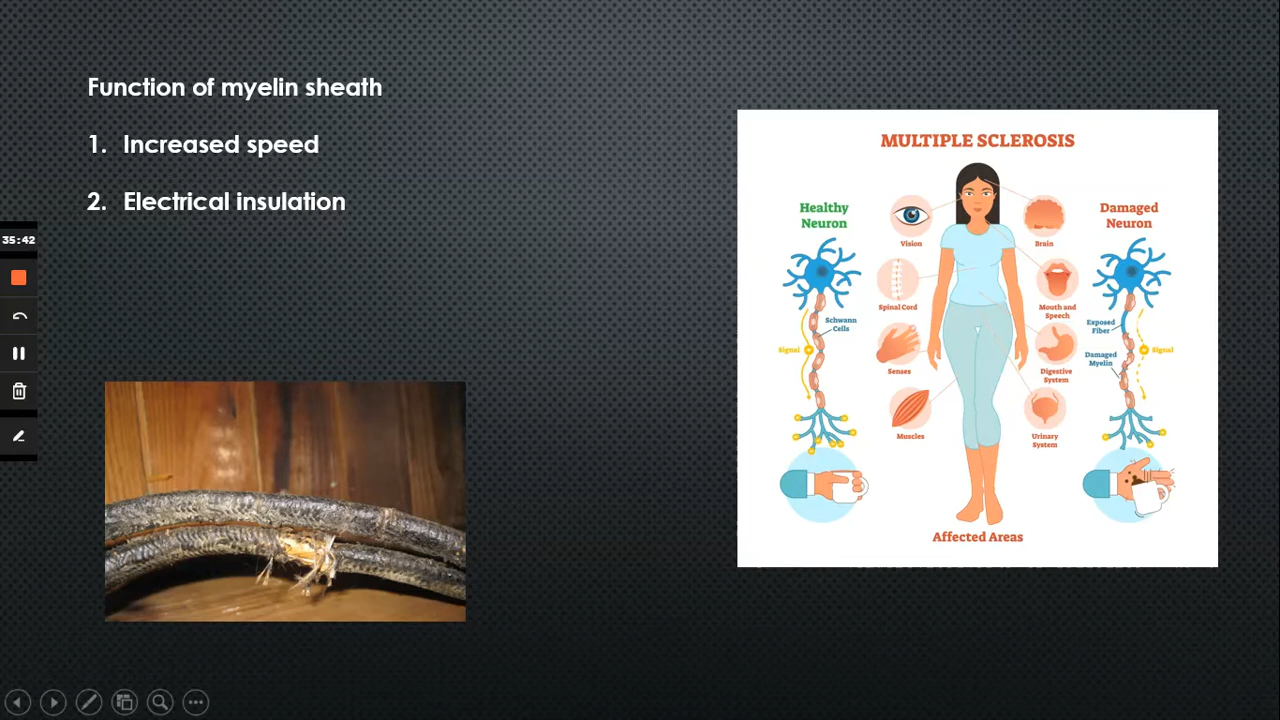 Function of myelin sheath
1. Increased speed
2. Electrical insulation
35:42
MULTIPLE SCLEROSIS
Healthy
Neuron
Damaged
Neuron
Vision
Brain
Spinal Cord
Mouth and
Speech
Schwann
Cells
Exposed
Fiber
Signal
Signal
Damaged
Myelin
Senses
Digestive
System
Muscles
Urinary
System
Affected Areas